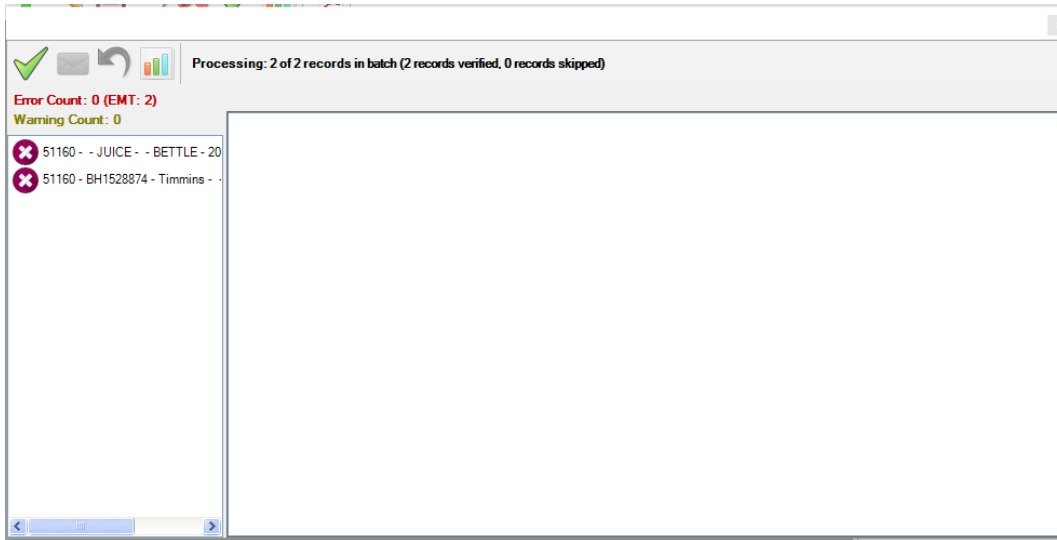 Processing: 2 of 2 records in batch (2 records verified, 0 records skipped)
Error Count: 0 (EMT: 2)
Warning Count: 0
51160 - - JUICE - - BETTLE - 20
51160 - BH1528874 - Timmins - -